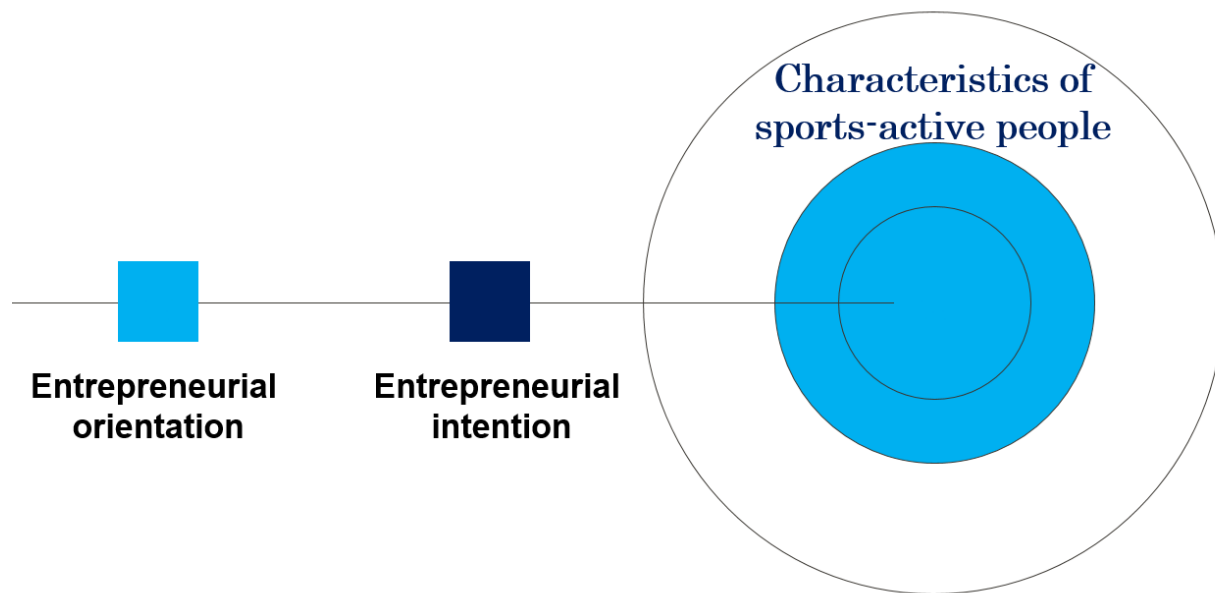 Characteristics of
sports-active people
Entrepreneurial
orientation
Entrepreneurial
intention